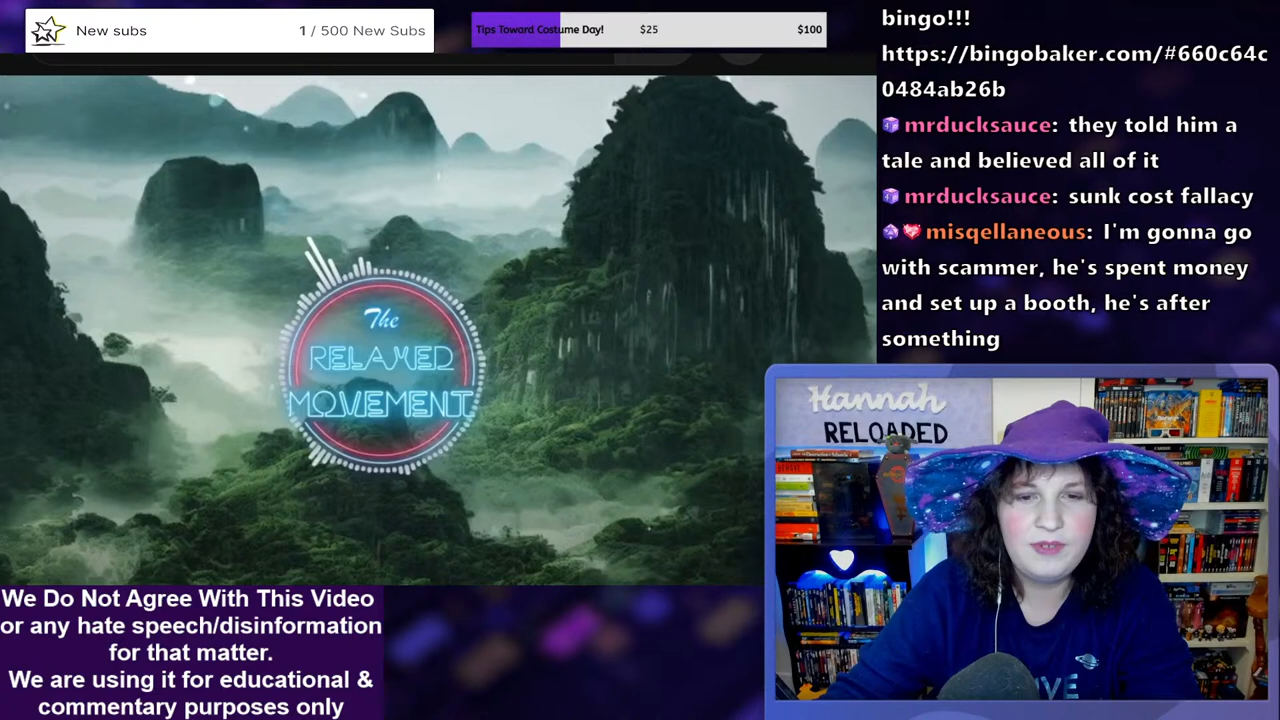 New subs
1 / 500 New Subs
Tips Toward Costume Day!
$25
$100
bingo!!!
https://bingobaker.com/#660c64c
0484ab26b
mrducksauce: they told him a
tale and believed all of it
mrducksauce: sunk cost fallacy
misqellaneous: I'm gonna go
with scammer, he's spent money
and set up a booth, he's after
something
The
RELAXED
MOVEMENT
Hannah
RELOADED
We Do Not Agree With This Video
or any hate speech/disinformation
for that matter.
We are using it for educational &
commentary purposes only